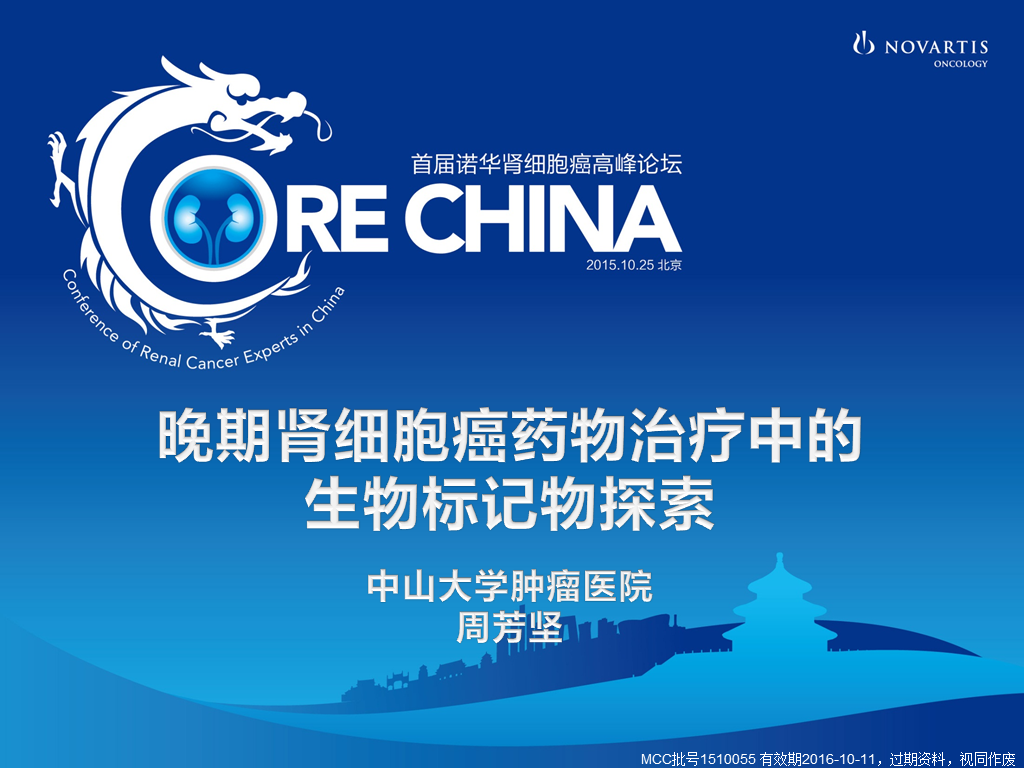 NOVARTIS
ONCOLOGY
首届诺华肾细胞癌高峰论坛
CORE CHINA
2015.10.25 北京
Conference of Renal Cancer Experts in China
晚期肾细胞癌药物治疗中的
生物标记物探索
中山大学肿瘤医院
周芳坚
MCC批号1510055 有效期2016-10-11，过期资料，视同作废